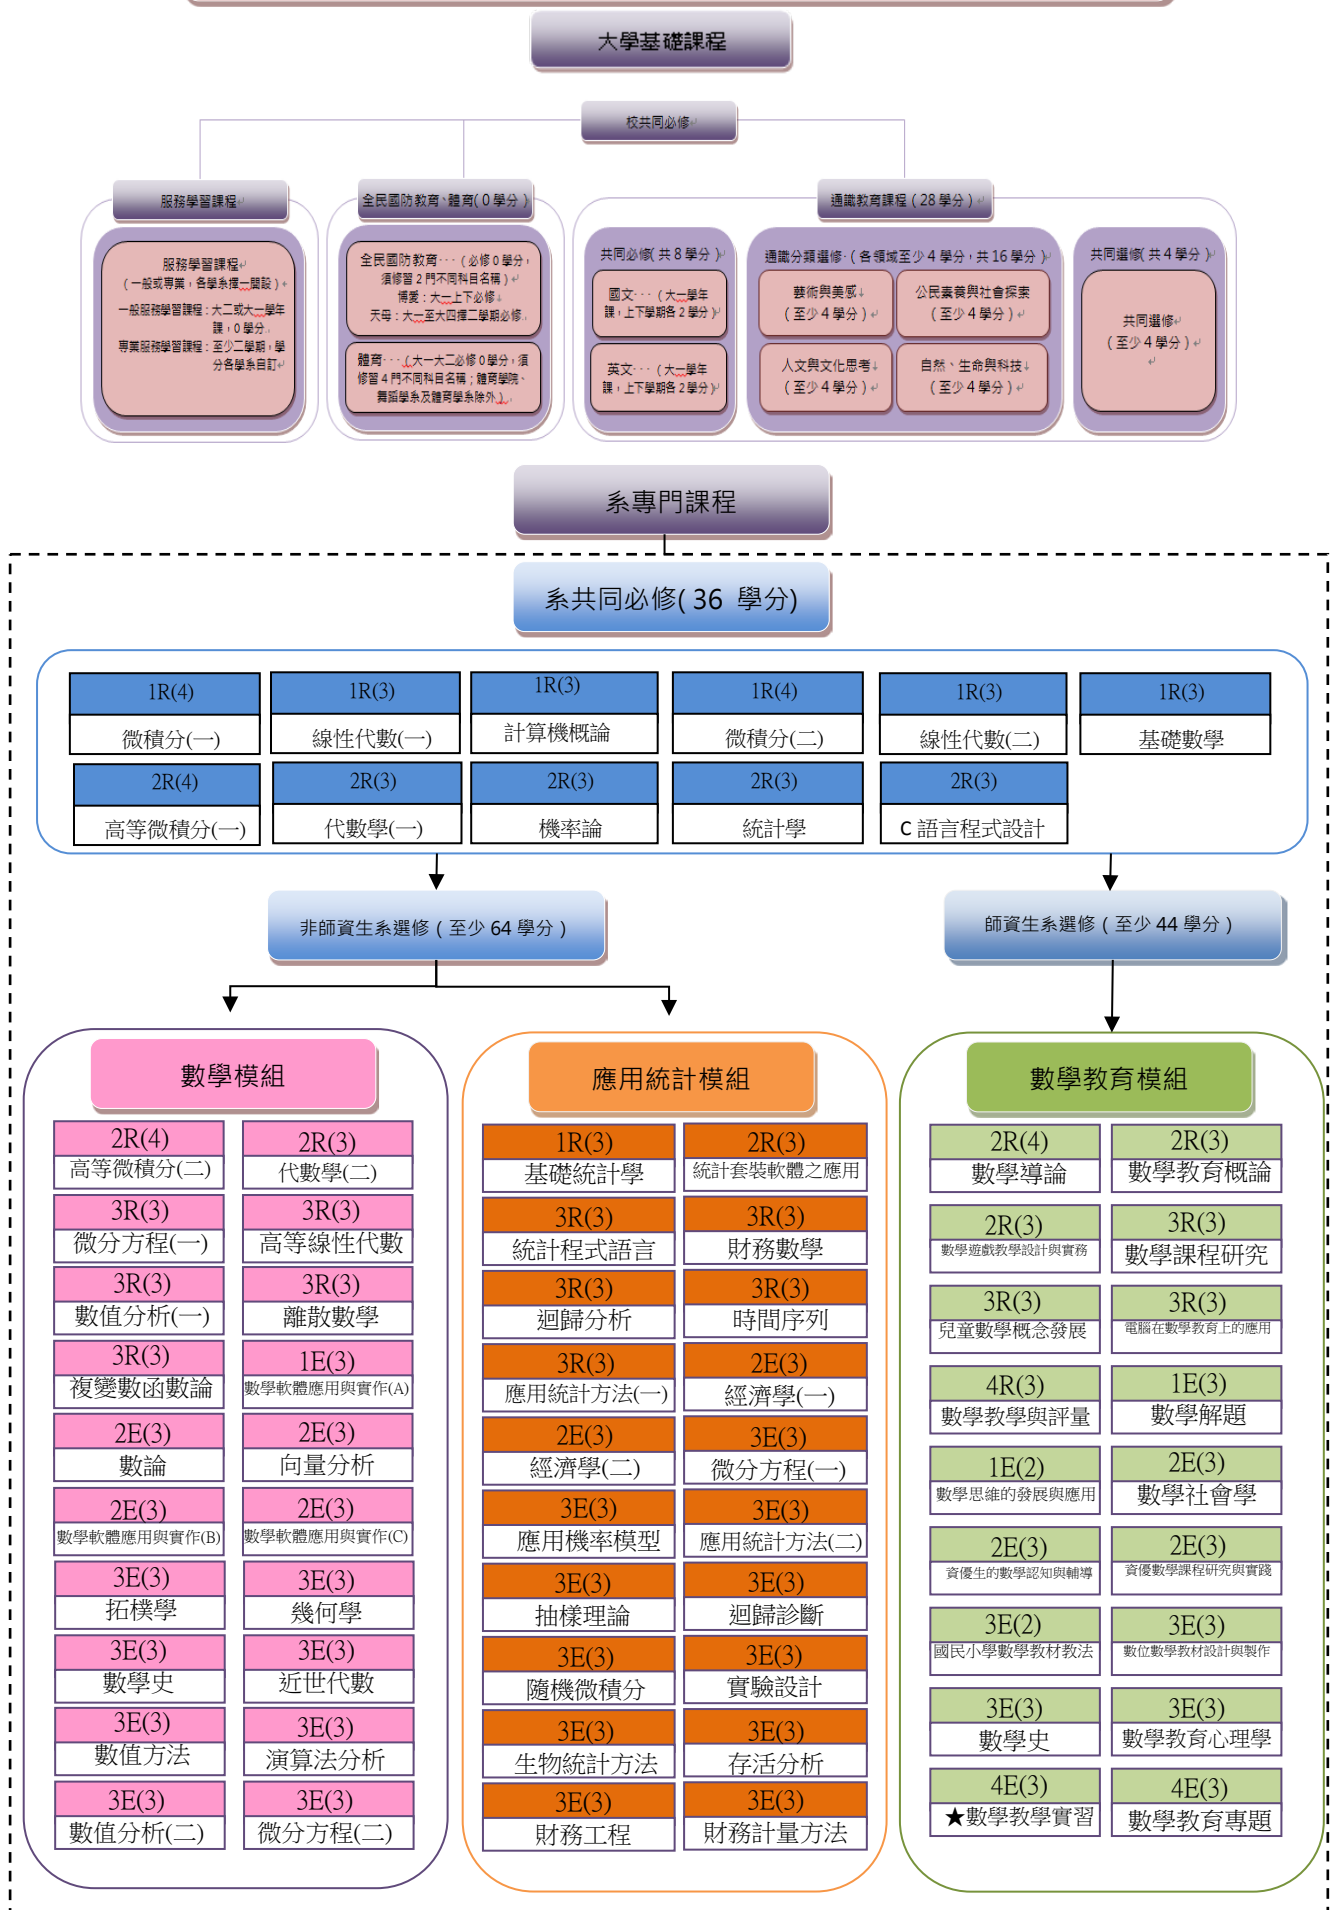 大學基礎課程
校共同必修
服務學習課程
服務學習課程
（一般或專業，各學系擇一開設）
一般服務學習課程：大二或大一學年
課，0 學分。
專業服務學習課程：至少二學期，學
分各學系自訂
全民國防教育、體育( 0 學分 )
全民國防教育‧‧‧（必修 0 學分，
須修習 2 門不同科目名稱）
博愛：大一上下必修
天母：大一至大四擇二學期必修
體育‧‧‧（大一大二必修 0 學分，須
修習 4 門不同科目名稱；體育學院、
舞蹈學系及體育學系除外）
通識教育課程（28 學分）
共同必修( 共 8 學分 )
國文‧‧‧（大一學年
課，上下學期各 2 學分）
英文‧‧‧（大一學年
課，上下學期各 2 學分）
通識分類選修‧（各領域至少 4 學分，共 16 學分）
藝術與美感
（至少 4 學分）
公民素養與社會探索
（至少 4 學分）
人文與文化思考
（至少 4 學分）
自然、生命與科技
（至少 4 學分）
共同選修( 共 4 學分 )
共同選修
（至少 4 學分）
系專門課程
系共同必修( 36 學分)
1R(4)
微積分(一)
1R(3)
線性代數(一)
1R(3)
計算機概論
1R(4)
微積分(二)
1R(3)
線性代數(二)
1R(3)
基礎數學
2R(4)
高等微積分(一)
2R(3)
代數學(一)
2R(3)
機率論
2R(3)
統計學
2R(3)
C 語言程式設計
非師資生系選修（至少 64 學分）
師資生系選修（至少 44 學分）
數學模組
2R(4)
高等微積分(二)
2R(3)
代數學(二)
3R(3)
微分方程(一)
3R(3)
高等線性代數
3R(3)
數值分析(一)
3R(3)
離散數學
3R(3)
複變數函數論
1E(3)
數學軟體應用與實作(A)
2E(3)
數論
2E(3)
向量分析
2E(3)
數學軟體應用與實作(B)
2E(3)
數學軟體應用與實作(C)
3E(3)
拓樸學
3E(3)
幾何學
3E(3)
數學史
3E(3)
近世代數
3E(3)
數值方法
3E(3)
演算法分析
3E(3)
數值分析(二)
3E(3)
微分方程(二)
應用統計模組
1R(3)
基礎統計學
2R(3)
統計套裝軟體之應用
3R(3)
統計程式語言
3R(3)
財務數學
3R(3)
迴歸分析
3R(3)
時間序列
3R(3)
應用統計方法(一)
2E(3)
經濟學(一)
2E(3)
經濟學(二)
3E(3)
微分方程(一)
3E(3)
應用機率模型
3E(3)
應用統計方法(二)
3E(3)
抽樣理論
3E(3)
迴歸診斷
3E(3)
隨機微積分
3E(3)
實驗設計
3E(3)
生物統計方法
3E(3)
存活分析
3E(3)
財務工程
3E(3)
財務計量方法
數學教育模組
2R(4)
數學導論
2R(3)
數學教育概論
2R(3)
數學遊戲教學設計與實務
3R(3)
數學課程研究
3R(3)
兒童數學概念發展
3R(3)
電腦在數學教育上的應用
4R(3)
數學教學與評量
1E(3)
數學解題
1E(2)
數學思維的發展與應用
2E(3)
數學社會學
2E(3)
資優生的數學認知與輔導
2E(3)
資優數學課程研究與實踐
3E(2)
國民小學數學教材教法
3E(3)
數位數學教材設計與製作
3E(3)
數學史
3E(3)
數學教育心理學
4E(3)
★數學教學實習
4E(3)
數學教育專題